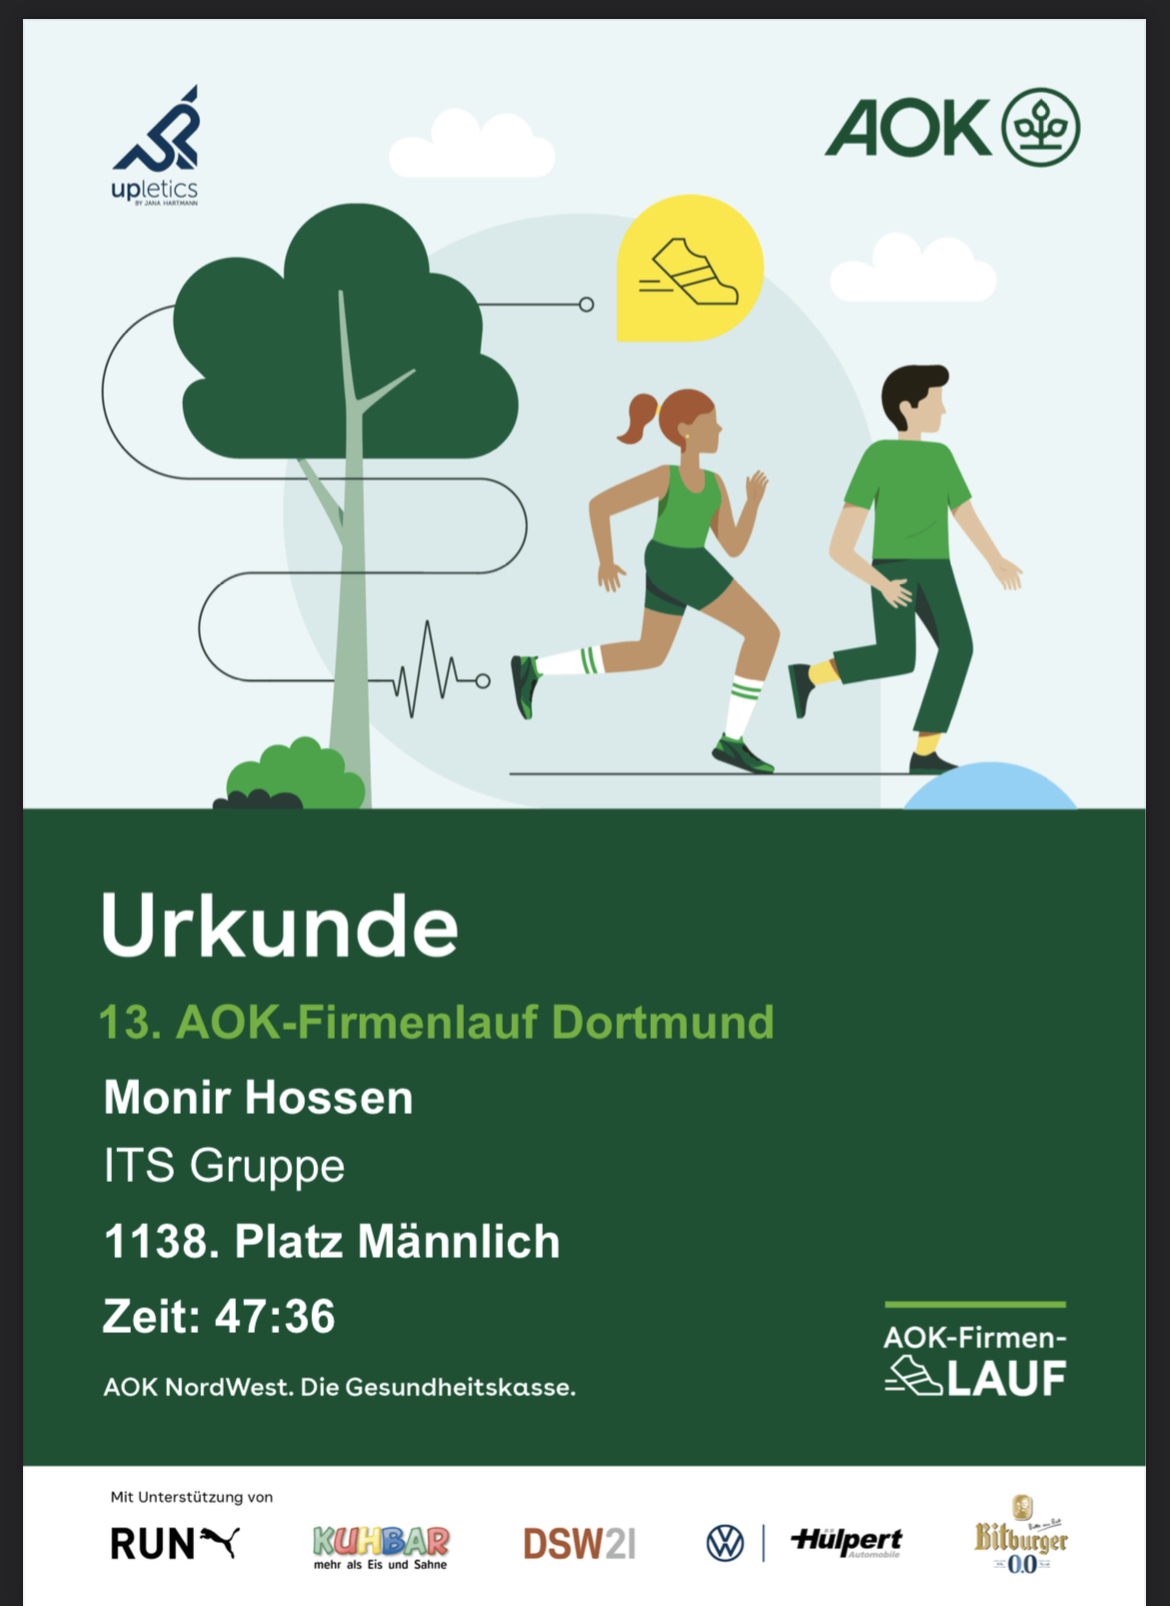 upletics
BY JANA HARTMANN
AOK
Urkunde
13. AOK-Firmenlauf Dortmund
Monir Hossen
ITS Gruppe
1138. Platz Männlich
Zeit: 47:36
AOK NordWest. Die Gesundheitskasse.
AOK-Firmen-
LAUF
Mit Unterstützung von
RUN
KUHBAR
mehr als Eis und Sahne
DSW21
Hülpert
Automobile
Bitburger
0,0